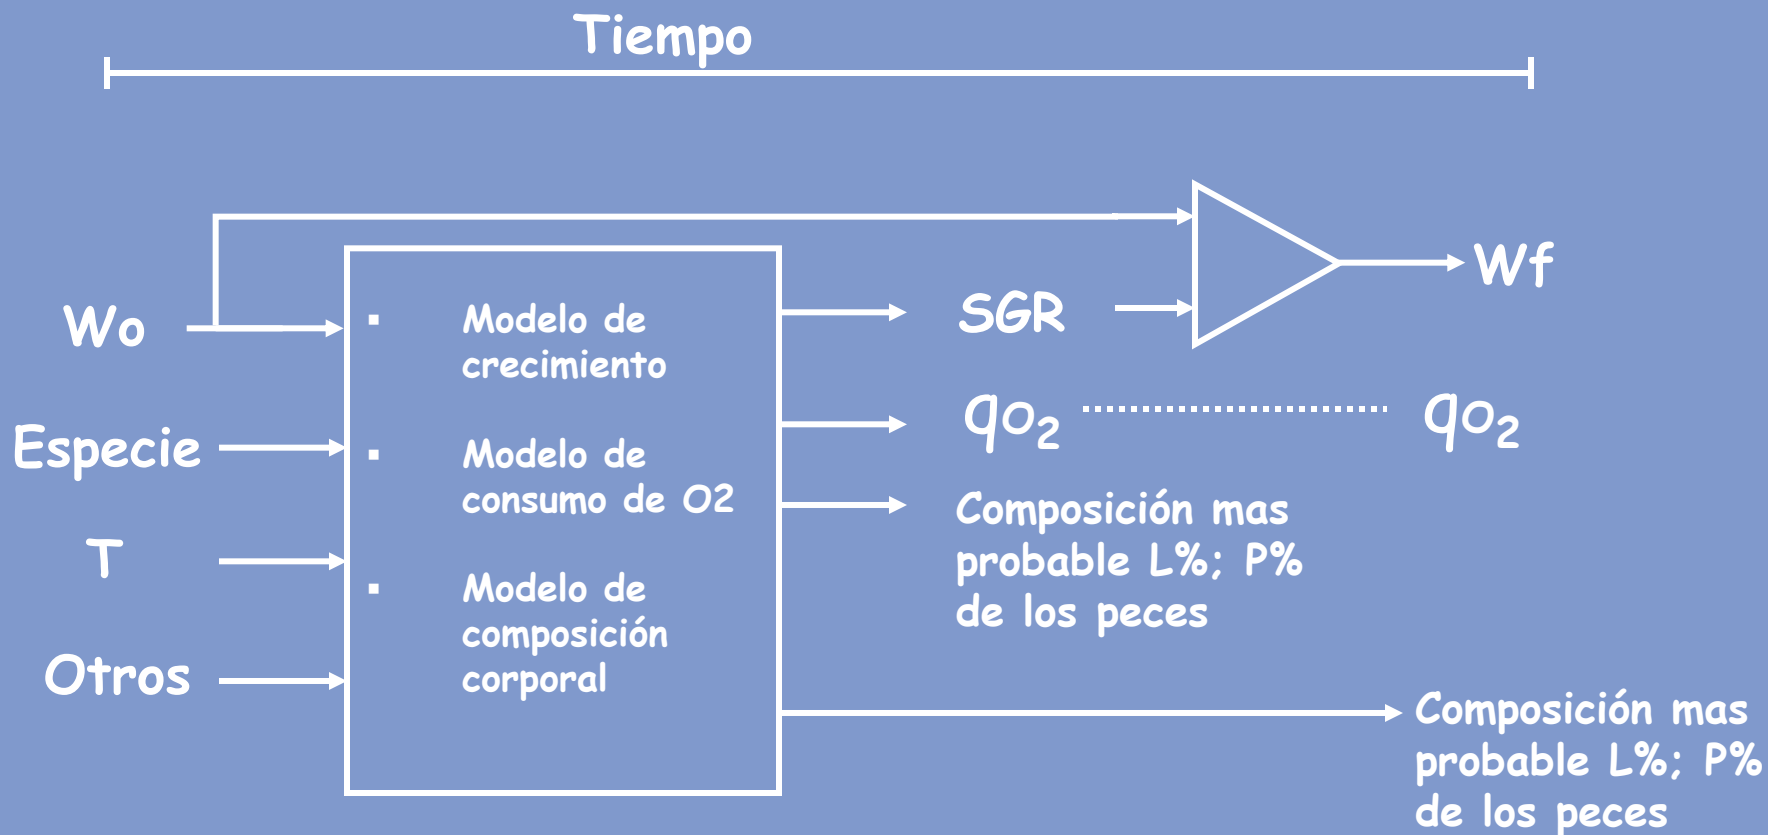 Tiempo
Wo
Especie
T
Otros
▪ Modelo de
crecimiento
▪ Modelo de
consumo de O2
▪ Modelo de
composición
corporal
SGR
qO₂
Composición mas
probable L%; P%
de los peces
Wf
qO₂
Composición mas
probable L%; P%
de los peces